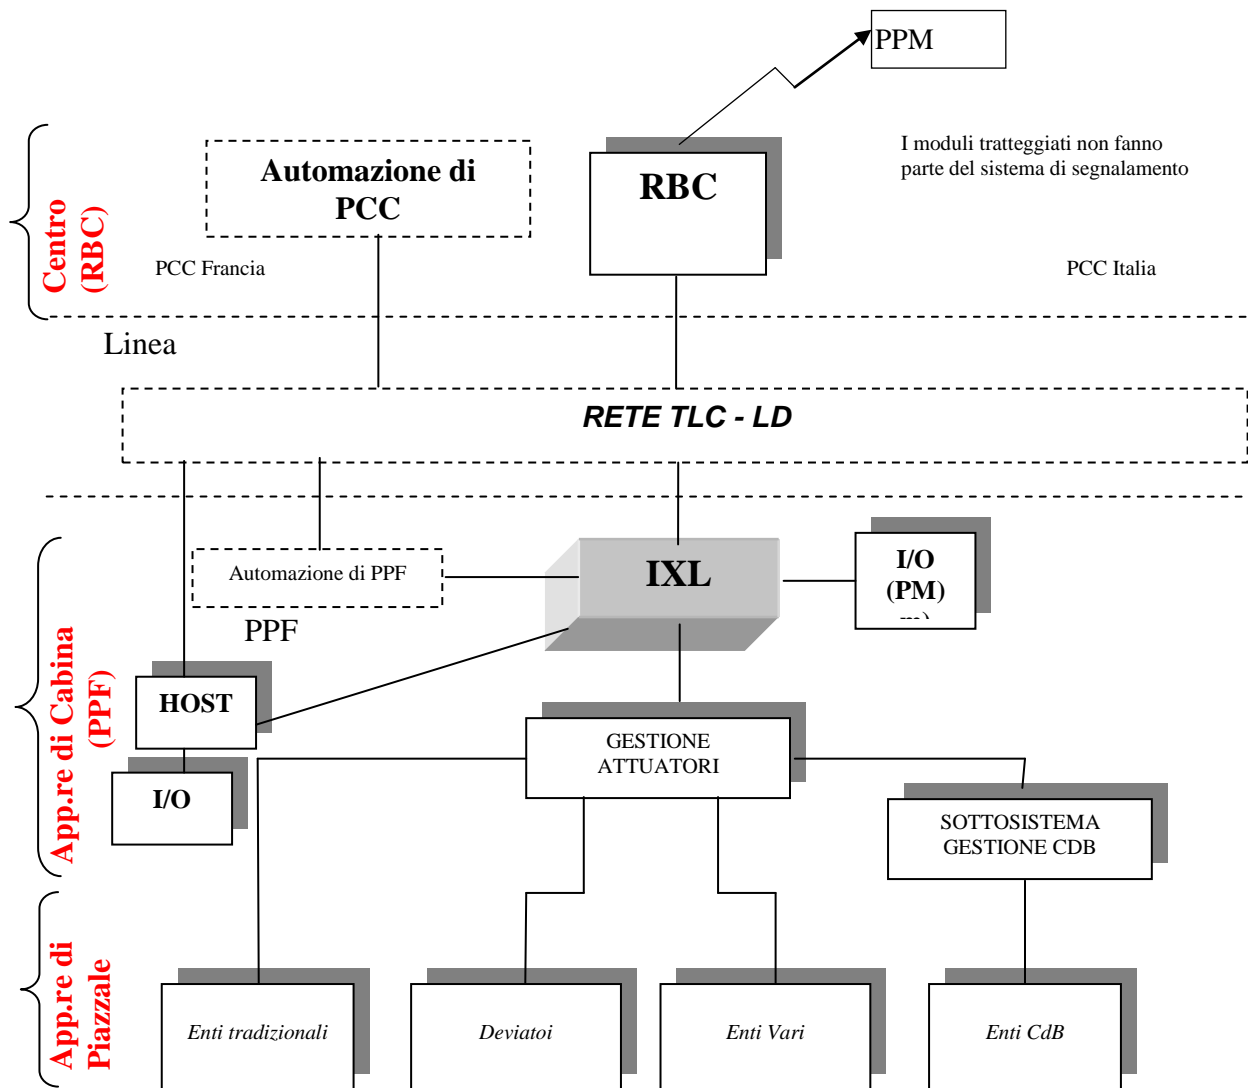 PPM
I moduli tratteggiati non fanno
parte del sistema di segnalamento
Automazione di
PCC
RBC
Centro
(RBC)
PCC Francia
PCC Italia
Linea
RETE TLC - LD
Automazione di PPF
IXL
I/O
(PM)
PPF
App.re di Cabina
(PPF)
HOST
GESTIONE
ATTUATORI
I/O
SOTTOSISTEMA
GESTIONE CDB
App.re di
Piazzale
Enti tradizionali
Deviatoi
Enti Vari
Enti CdB